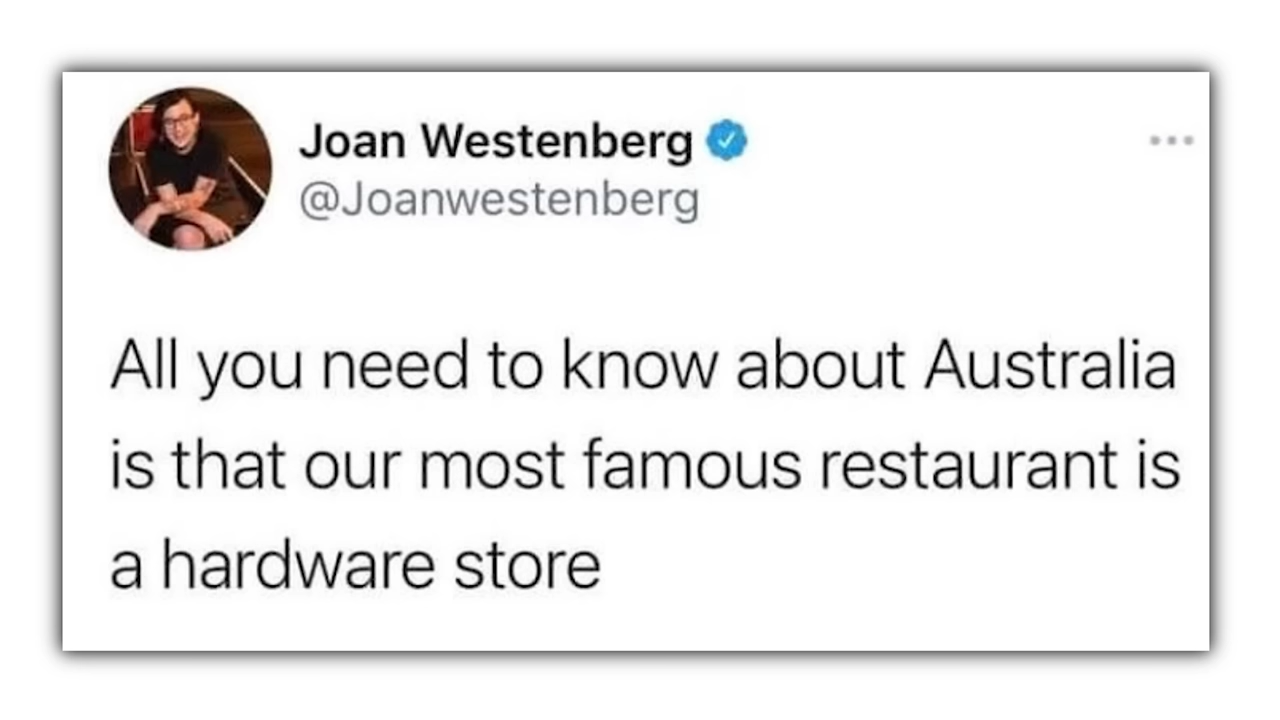 Joan Westenberg
@Joanwestenberg
All you need to know about Australia
is that our most famous restaurant is
a hardware store